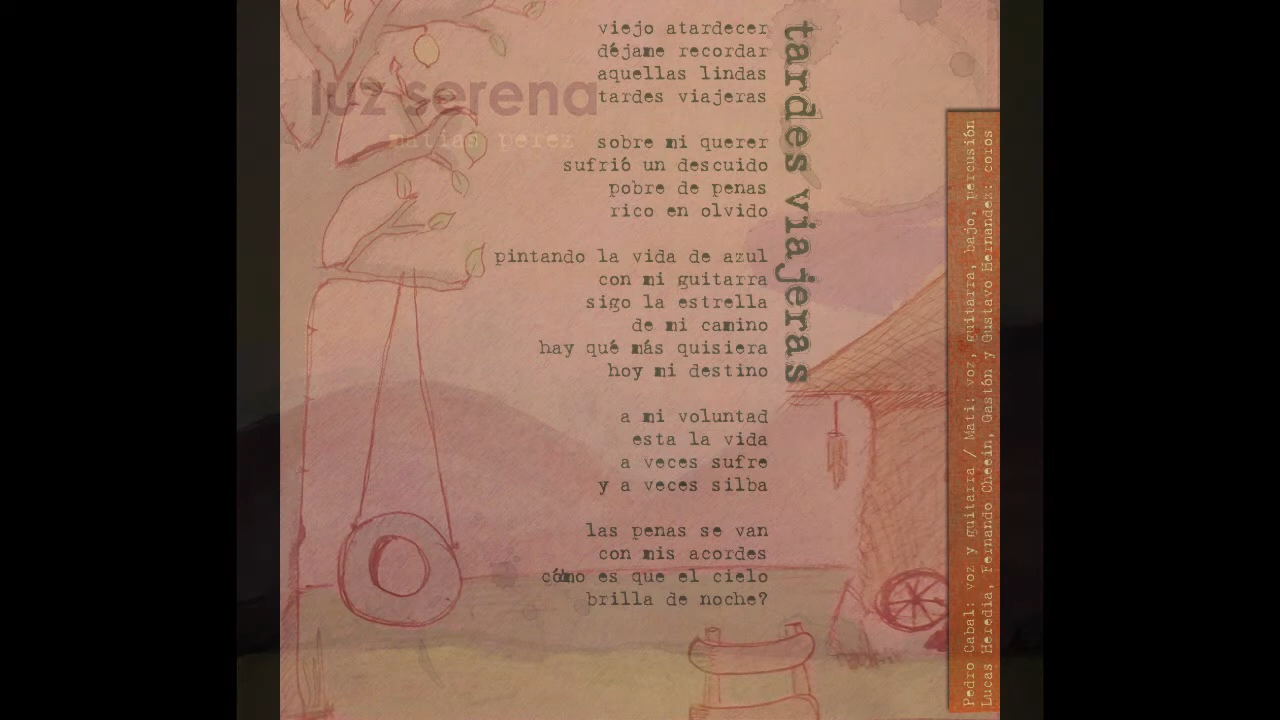 luz serena
matías pérez
tardes viajeras
viejo atardecer
déjame recordar
aquellas lindas
tardes viajeras
sobre mi querer
sufrió un descuido
pobre de penas
rico en olvido
pintando la vida de azul
con mi guitarra
sigo la estrella
de mi camino
hay qué más quisiera
hoy mi destino
a mi voluntad
esta la vida
a veces sufre
y a veces silba
las penas se van
con mis acordes
cómo es que el cielo
brilla de noche?
Pedro Cabal: voz y guitarra / Mati: voz, guitarra, bajo, percusión
Lucas Heredia, Fernando Cheein, Gastón y Gustavo Hernandez: coros